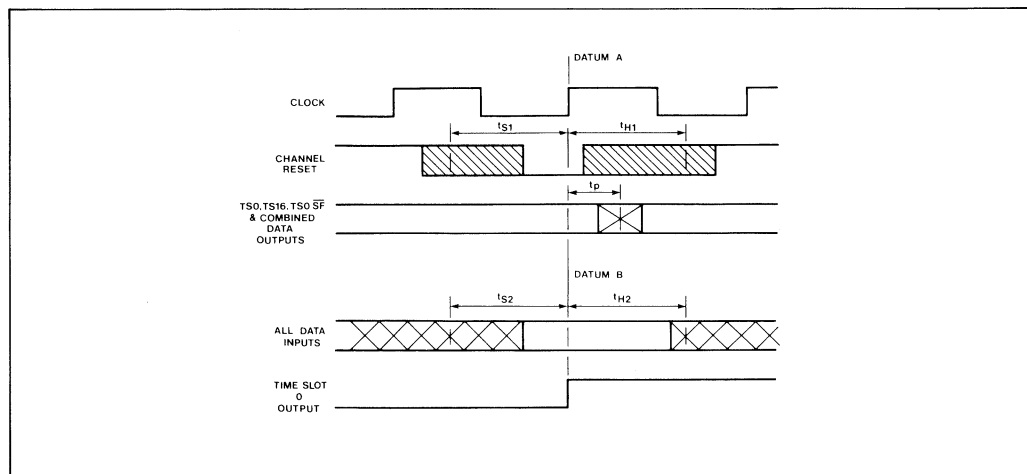 DATUM A
CLOCK
tS1
tH1
CHANNEL
RESET
tp
TS0, TS16, TS0 S̅F̅
& COMBINED
DATA
OUTPUTS
DATUM B
tS2
tH2
ALL DATA
INPUTS
TIME SLOT
0
OUTPUT